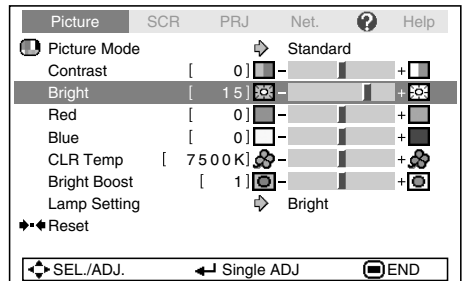 Picture SCR PRJ Net. ? Help
Picture Mode Standard
Contrast [ 0] - +
Bright [ 15] - +
Red [ 0] - +
Blue [ 0] - +
CLR Temp [ 7500K] - +
Bright Boost [ 1] - +
Lamp Setting Bright
Reset
SEL./ADJ. Single ADJ END